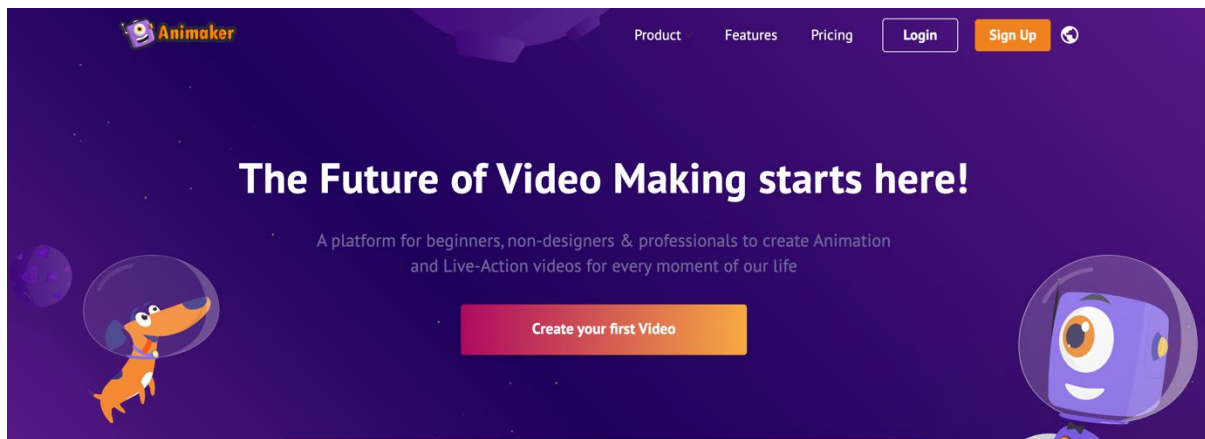 Animaker
Product
Features
Pricing
Login
Sign Up
The Future of Video Making starts here!
A platform for beginners, non-designers & professionals to create Animation
and Live-Action videos for every moment of our life
Create your first Video